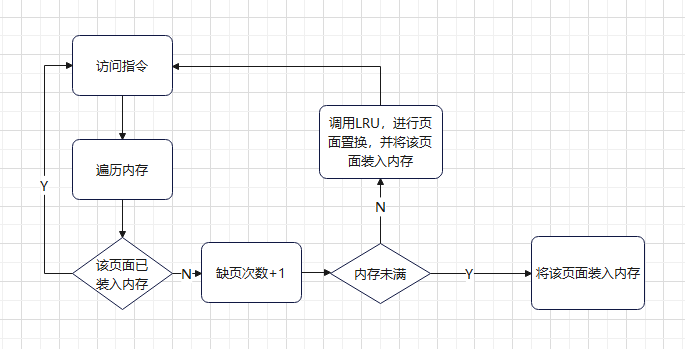 访问指令
遍历内存
Y
该页面已
装入内存
N
缺页次数+1
调用LRU，进行页
面置换，并将该页
面装入内存
N
内存未满
Y
将该页面装入内存